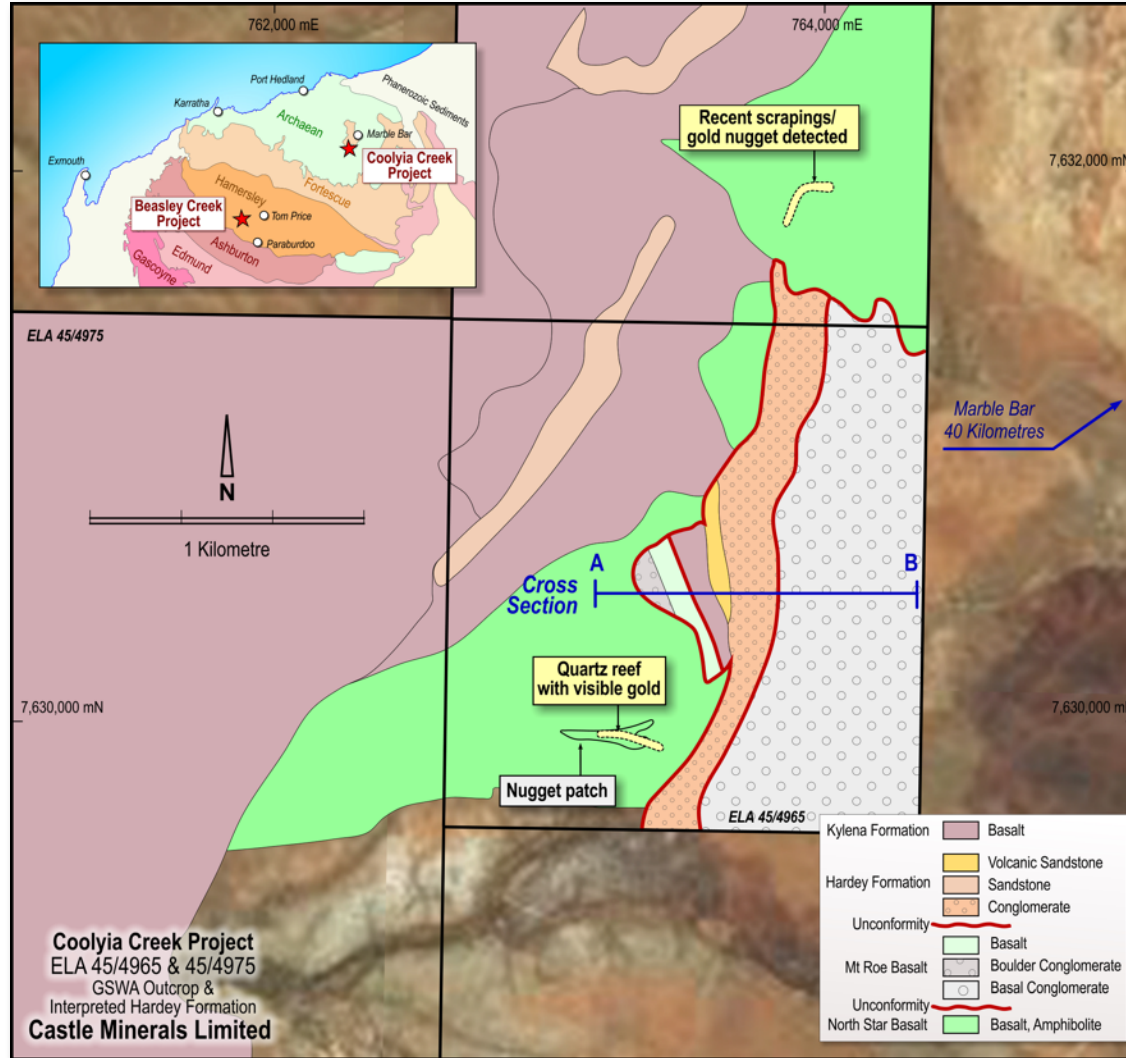 762,000 mE
764,000 mE
Phanerozoic Sediments
Port Hedland
Karratha
Archaean
Marble Bar
Exmouth
Coolyia Creek
Project
Fortescue
Hamersley
Beasley Creek
Project
Tom Price
Paraburdoo
Ashburton
Edmund
Gascoyne
Recent scrapings/
gold nugget detected
7,632,000 mN
ELA 45/4975
Marble Bar
40 Kilometres
N
1 Kilometre
A
B
Cross
Section
Quartz reef
with visible gold
7,630,000 mN
7,630,000 mN
Nugget patch
ELA 45/4965
Kylena Formation
Basalt
Volcanic Sandstone
Hardey Formation
Sandstone
Conglomerate
Unconformity
Basalt
Mt Roe Basalt
Boulder Conglomerate
Basal Conglomerate
Unconformity
North Star Basalt
Basalt, Amphibolite
Coolyia Creek Project
ELA 45/4965 & 45/4975
GSWA Outcrop &
Interpreted Hardey Formation
Castle Minerals Limited